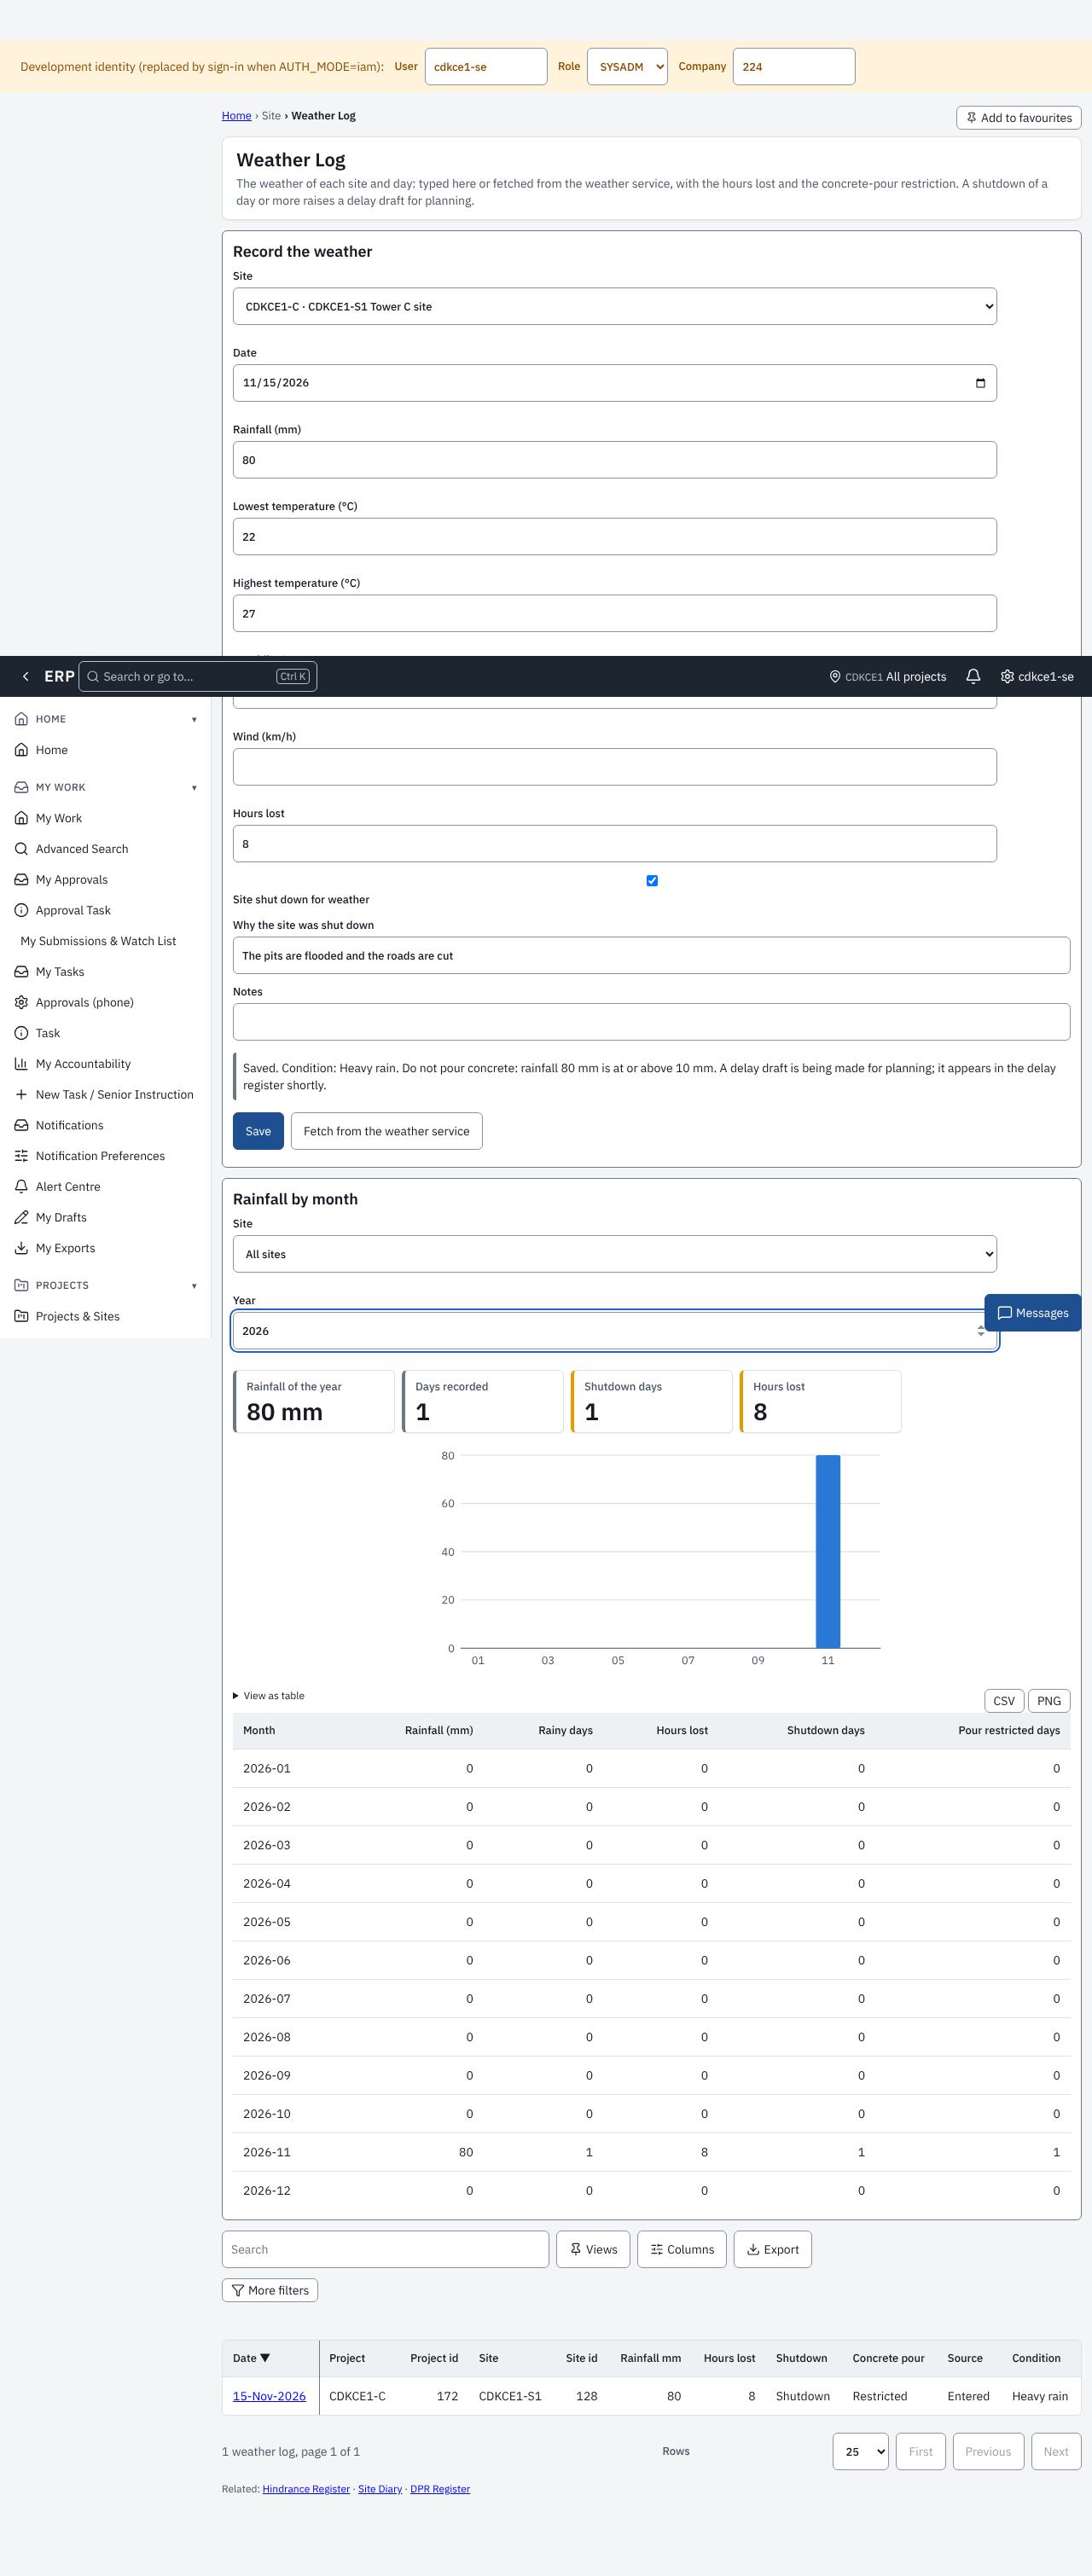 Development identity (replaced by sign-in when AUTH_MODE=iam): User cdkce1-se Role SYSADM Company 224
Home › Site › Weather Log
Add to favourites
Weather Log
The weather of each site and day: typed here or fetched from the weather service, with the hours lost and the concrete-pour restriction. A shutdown of a
day or more raises a delay draft for planning.
Record the weather
Site
CDKCE1-C · CDKCE1-S1 Tower C site
Date
11/15/2026
Rainfall (mm)
80
Lowest temperature (°C)
22
Highest temperature (°C)
27
ERP
Search or go to...
Ctrl K
CDKCE1 All projects
cdkce1-se
HOME
Home
MY WORK
My Work
Advanced Search
My Approvals
Approval Task
My Submissions & Watch List
My Tasks
Approvals (phone)
Task
My Accountability
New Task / Senior Instruction
Notifications
Notification Preferences
Alert Centre
My Drafts
My Exports
PROJECTS
Projects & Sites
Wind (km/h)
Hours lost
8
Site shut down for weather
Why the site was shut down
The pits are flooded and the roads are cut
Notes
Saved. Condition: Heavy rain. Do not pour concrete: rainfall 80 mm is at or above 10 mm. A delay draft is being made for planning; it appears in the delay
register shortly.
Save
Fetch from the weather service
Rainfall by month
Site
All sites
Year
2026
Messages
Rainfall of the year
80 mm
Days recorded
1
Shutdown days
1
Hours lost
8
80
60
40
20
0
01 03 05 07 09 11
View as table
CSV PNG
Month Rainfall (mm) Rainy days Hours lost Shutdown days Pour restricted days
2026-01 0 0 0 0 0
2026-02 0 0 0 0 0
2026-03 0 0 0 0 0
2026-04 0 0 0 0 0
2026-05 0 0 0 0 0
2026-06 0 0 0 0 0
2026-07 0 0 0 0 0
2026-08 0 0 0 0 0
2026-09 0 0 0 0 0
2026-10 0 0 0 0 0
2026-11 80 1 8 1 1
2026-12 0 0 0 0 0
Search
Views
Columns
Export
More filters
Date ▼ Project Project id Site Site id Rainfall mm Hours lost Shutdown Concrete pour Source Condition
15-Nov-2026 CDKCE1-C 172 CDKCE1-S1 128 80 8 Shutdown Restricted Entered Heavy rain
1 weather log, page 1 of 1
Rows
25
First
Previous
Next
Related: Hindrance Register · Site Diary · DPR Register